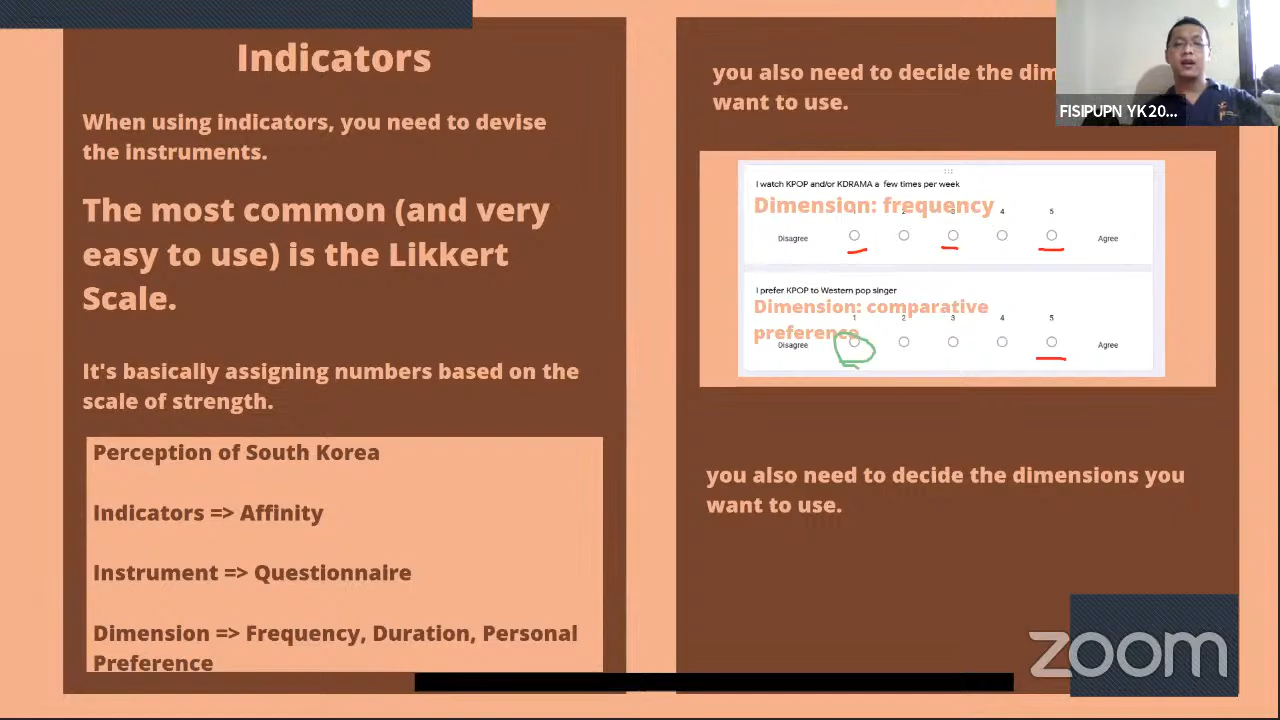 Indicators
When using indicators, you need to devise
the instruments.
The most common (and very
easy to use) is the Likkert
Scale.
It's basically assigning numbers based on the
scale of strength.
Perception of South Korea
Indicators => Affinity
Instrument => Questionnaire
Dimension => Frequency, Duration, Personal
Preference
you also need to decide the dim
want to use.
FISIPUPN YK20...
I watch KPOP and/or KDRAMA a few times per week
Dimension: frequency
4 5
Disagree Agree
I prefer KPOP to Western pop singer
Dimension: comparative
preference
1 2 3 4 5
Disagree Agree
you also need to decide the dimensions you
want to use.
zoom